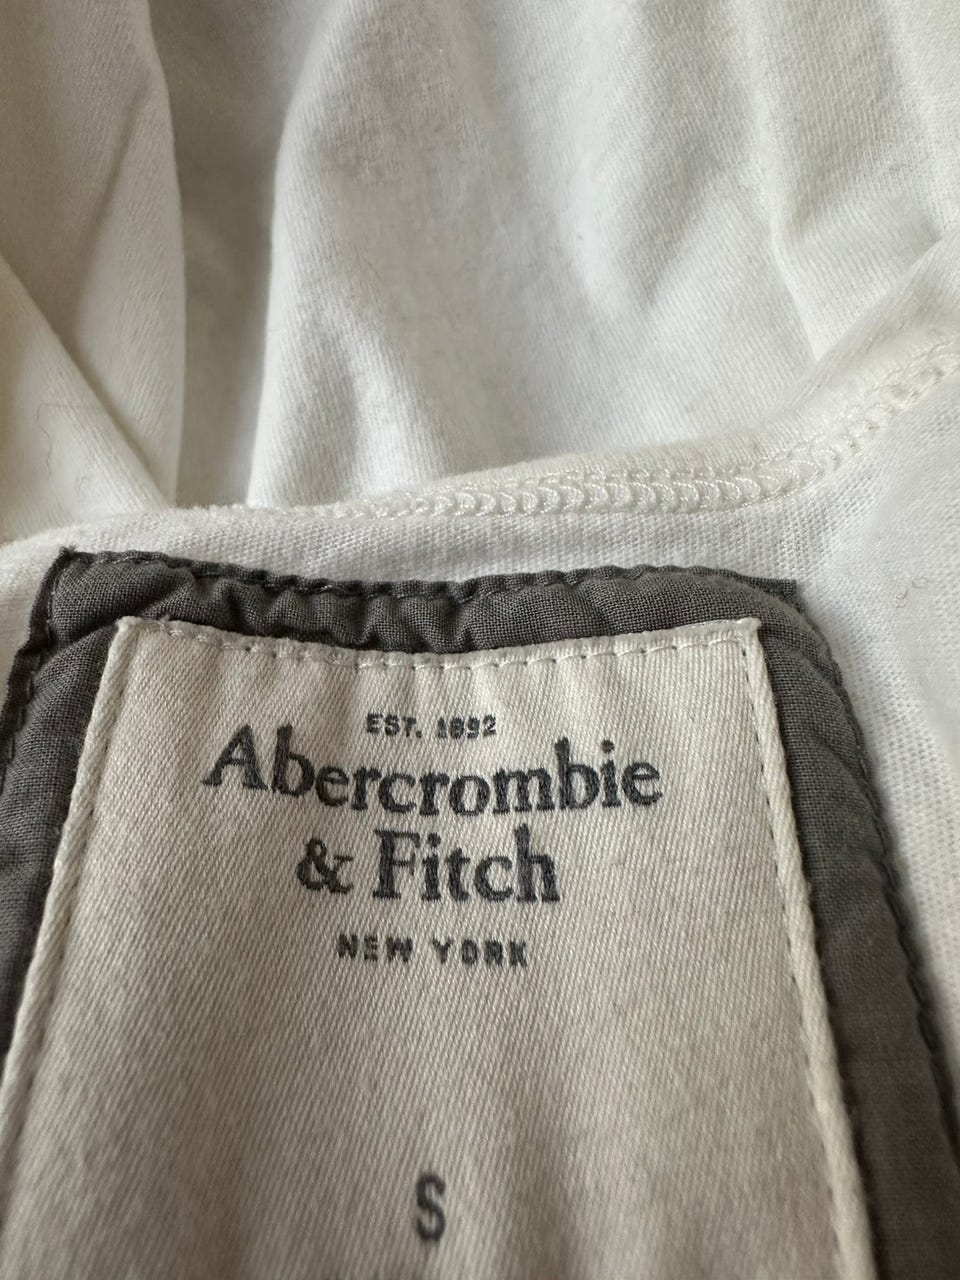 EST. 1892
Abercrombie
& Fitch
NEW YORK
S